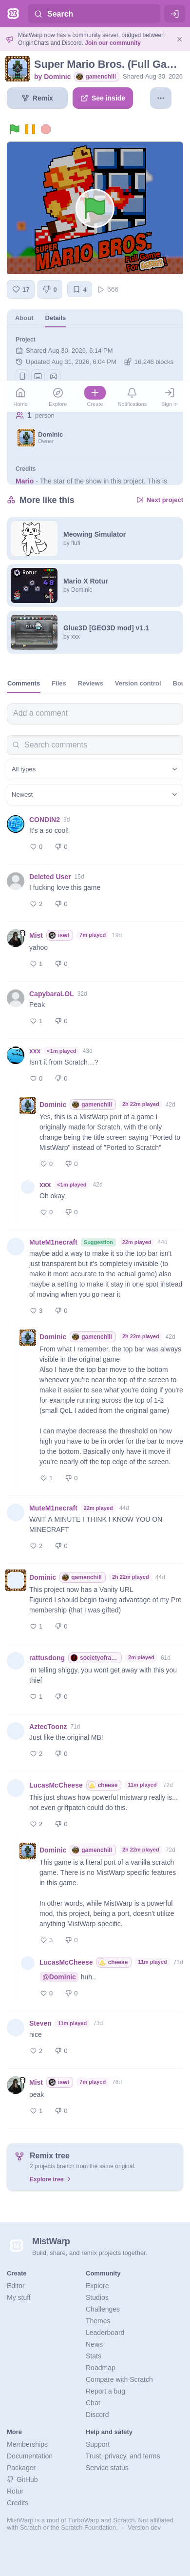 Search
MistWarp now has a community server, bridged between
OriginChats and Discord. Join our community
Super Mario Bros. (Full Ga…
by Dominic gamenchill Shared Aug 30, 2026
Remix
See inside
SUPER
MARIO BROS.
17
0
4
666
About
Details
Project
Shared Aug 30, 2026, 6:14 PM
Updated Aug 31, 2026, 6:04 PM 16,246 blocks
Home
Explore
Create
Notifications
Sign in
1 person
Dominic
Owner
Credits
Mario - The star of the show in this project. This is
More like this
Next project
Meowing Simulator
by flufi
Rotur
Mario X Rotur
by Dominic
Glue3D [GEO3D mod] v1.1
by xxx
Comments
Files
Reviews
Version control
Add a comment
Search comments
All types
Newest
CONDIN2 3d
It's a so cool!
0 0
Deleted User 15d
I fucking love this game
2 0
Mist iswt 7m played 19d
yahoo
1 0
CapybaraLOL 32d
Peak
1 0
xxx <1m played 43d
Isn't it from Scratch…?
0 0
Dominic gamenchill 2h 22m played 42d
Yes, this is a MistWarp port of a game I
originally made for Scratch, with the only
change being the title screen saying "Ported to
MistWarp" instead of "Ported to Scratch"
0 0
xxx <1m played 42d
Oh okay
0 0
MuteM1necraft Suggestion 22m played 44d
maybe add a way to make it so the top bar isn't
just transparent but it's completely invisible (to
make it more accurate to the actual game) also
maybe a setting to make it stay in one spot instead
of moving when you near it
3 0
Dominic gamenchill 2h 22m played 42d
From what I remember, the top bar was always
visible in the original game
Also I have the top bar move to the bottom
whenever you're near the top of the screen to
make it easier to see what you're doing if you're
for example running across the top of 1-2
(small QoL I added from the original game)
I can maybe decrease the threshold on how
high you have to be in order for the bar to move
to the bottom. Basically only have it move if
you're nearly off the top edge of the screen.
1 0
MuteM1necraft 22m played 44d
WAIT A MINUTE I THINK I KNOW YOU ON
MINECRAFT
2 0
Dominic gamenchill 2h 22m played 44d
This project now has a Vanity URL
Figured I should begin taking advantage of my Pro
membership (that I was gifted)
1 0
rattusdong societyofra… 2m played 61d
im telling shiggy, you wont get away with this you
thief
1 0
AztecToonz 71d
Just like the original MB!
2 0
LucasMcCheese cheese 11m played 72d
This just shows how powerful mistwarp really is...
not even griffpatch could do this.
2 0
Dominic gamenchill 2h 22m played 72d
This game is a literal port of a vanilla scratch
game. There is no MistWarp specific features
in this game.
In other words, while MistWarp is a powerful
mod, this project, being a port, doesn't utilize
anything MistWarp-specific.
3 0
LucasMcCheese cheese 11m played 71d
@Dominic huh..
0 0
Steven 11m played 73d
nice
2 0
Mist iswt 7m played 76d
peak
1 0
Remix tree
2 projects branch from the same original.
Explore tree
MistWarp
Build, share, and remix projects together.
Create
Editor
My stuff
Community
Explore
Studios
Challenges
Themes
Leaderboard
News
Stats
Roadmap
Compare with Scratch
Report a bug
Chat
Discord
More
Memberships
Documentation
Packager
GitHub
Rotur
Credits
Help and safety
Support
Trust, privacy, and terms
Service status
MistWarp is a mod of TurboWarp and Scratch. Not affiliated
with Scratch or the Scratch Foundation. Version dev